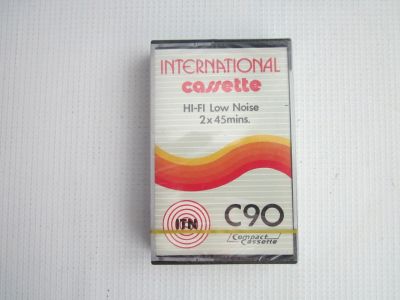 INTERNATIONAL
cassette
HI-FI Low Noise
2x45mins.
ITN
C90
Compact
Cassette